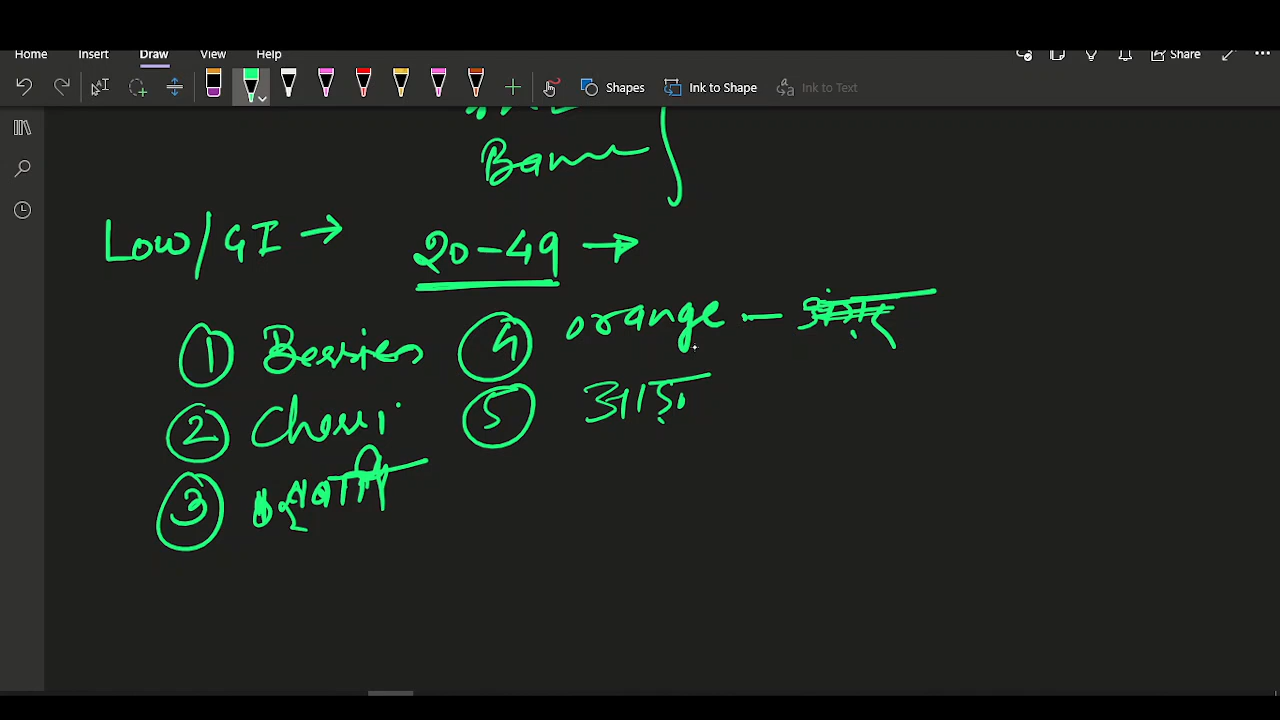 Home Insert Draw View Help Share
Shapes Ink to Shape Ink to Text
Low/GI → 20-49 →
1 Berries
2 Cherri
3
4 orange —
5 आड़ू